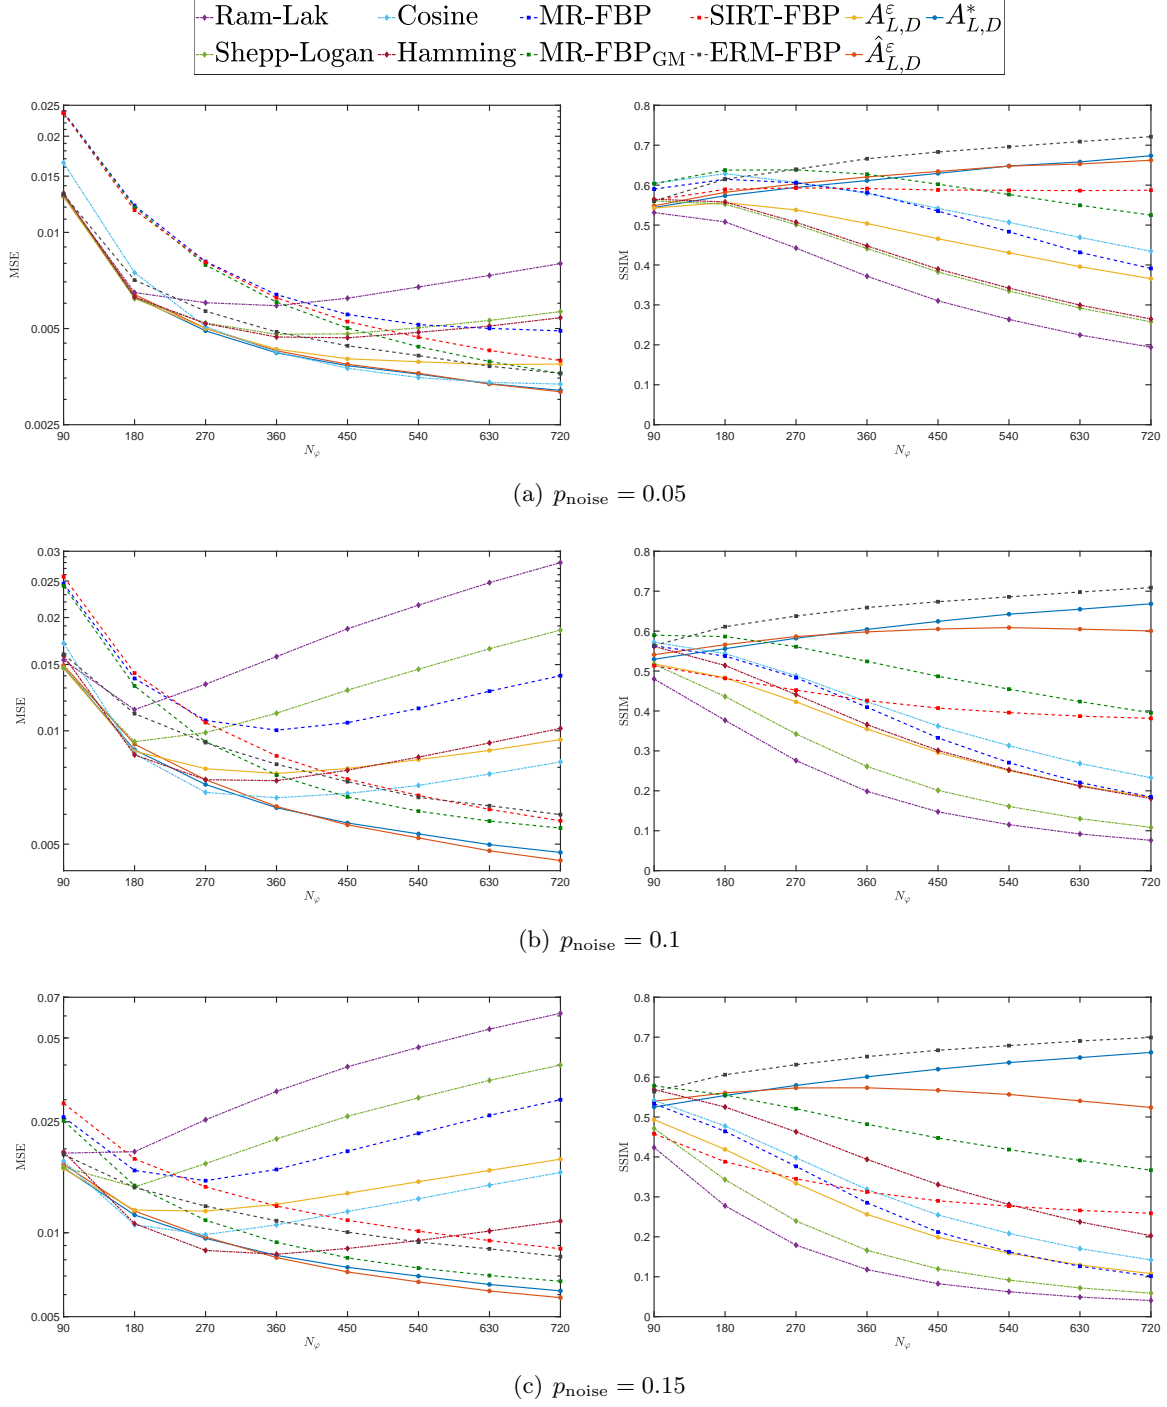 Ram-Lak Cosine MR-FBP SIRT-FBP A^ε_{L,D} A^*_{L,D}
Shepp-Logan Hamming MR-FBP_GM ERM-FBP Â^ε_{L,D}
0.025
0.02
0.015
0.01
0.005
0.0025
MSE
90 180 270 360 450 540 630 720
N_φ
0.8
0.7
0.6
0.5
0.4
0.3
0.2
0.1
0
SSIM
90 180 270 360 450 540 630 720
N_φ
(a) p_noise = 0.05
0.03
0.025
0.02
0.015
0.01
0.005
MSE
90 180 270 360 450 540 630 720
N_φ
0.8
0.7
0.6
0.5
0.4
0.3
0.2
0.1
0
SSIM
90 180 270 360 450 540 630 720
N_φ
(b) p_noise = 0.1
0.07
0.05
0.025
0.01
0.005
MSE
90 180 270 360 450 540 630 720
N_φ
0.8
0.7
0.6
0.5
0.4
0.3
0.2
0.1
0
SSIM
90 180 270 360 450 540 630 720
N_φ
(c) p_noise = 0.15